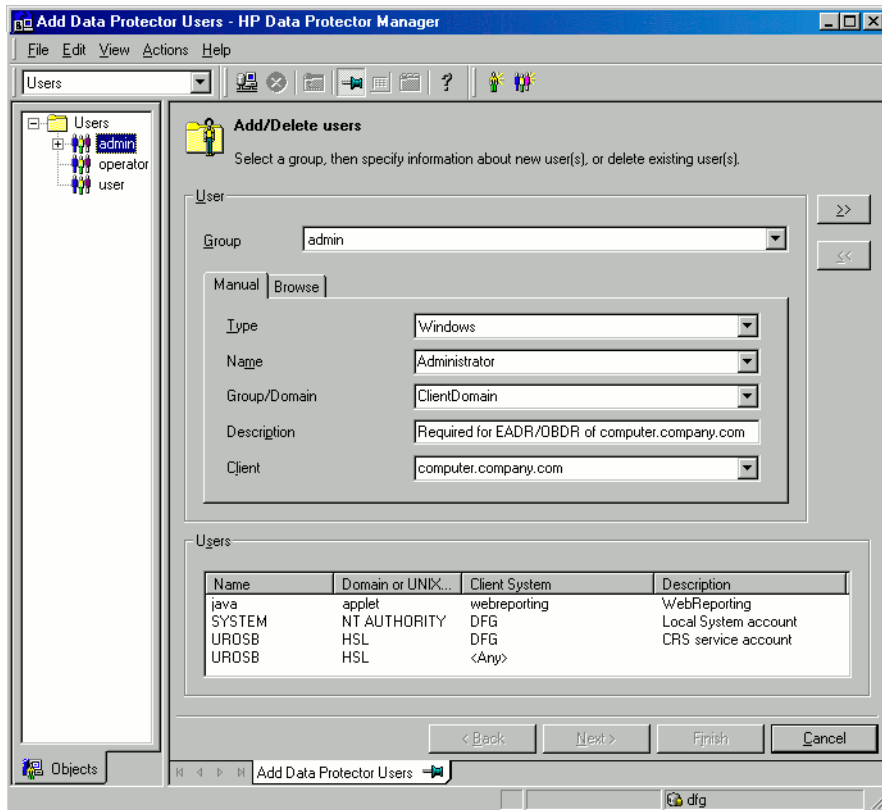 Add Data Protector Users - HP Data Protector Manager
File Edit View Actions Help
Users
?
Users
admin
operator
user
Add/Delete users
Select a group, then specify information about new user(s), or delete existing user(s).
User
>>
<<
Group admin
Manual Browse
Type Windows
Name Administrator
Group/Domain ClientDomain
Description Required for EADR/OBDR of computer.company.com
Client computer.company.com
Users
Name Domain or UNIX... Client System Description
java applet webreporting WebReporting
SYSTEM NT AUTHORITY DFG Local System account
UROSB HSL DFG CRS service account
UROSB HSL <Any>
< Back Next > Finish Cancel
Objects
Add Data Protector Users
dfg